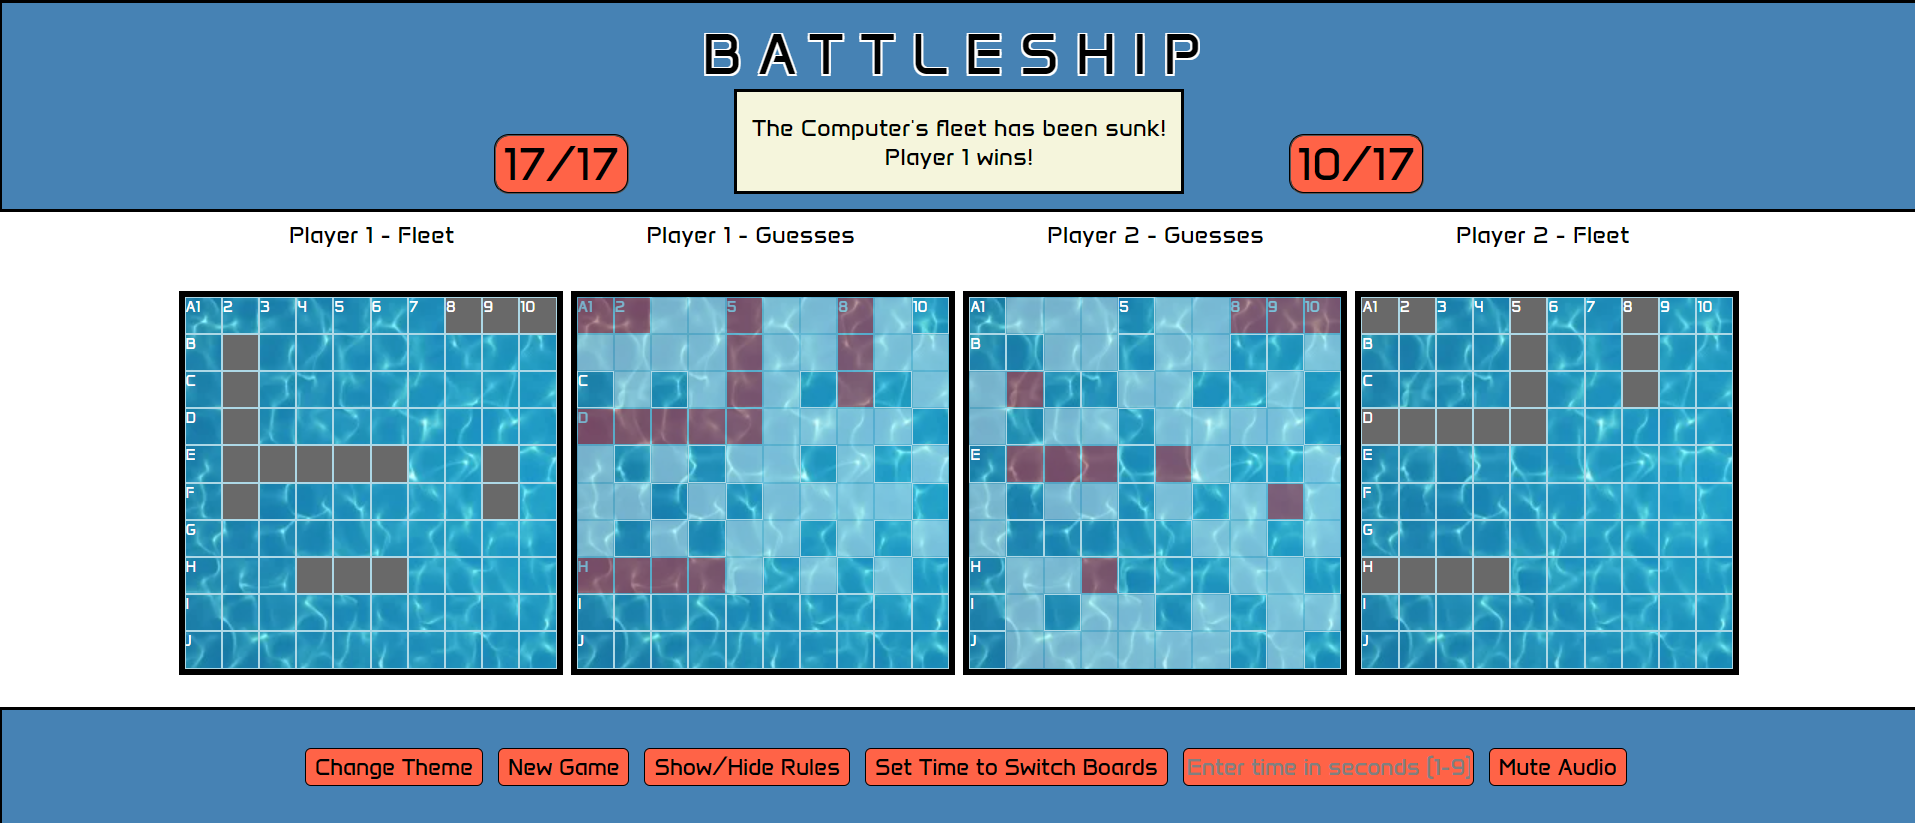 BATTLESHIP
The Computer's fleet has been sunk!
Player 1 wins!
17/17
10/17
Player 1 - Fleet
Player 1 - Guesses
Player 2 - Guesses
Player 2 - Fleet
A1 2 3 4 5 6 7 8 9 10
B
C
D
E
F
G
H
I
J
A1 2 5 8 10
C
D
H
I
J
A1 5 8 9 10
B
E
H
I
J
A1 2 3 4 5 6 7 8 9 10
B
C
D
E
F
G
H
I
J
Change Theme
New Game
Show/Hide Rules
Set Time to Switch Boards
Enter time in seconds (1-9)
Mute Audio